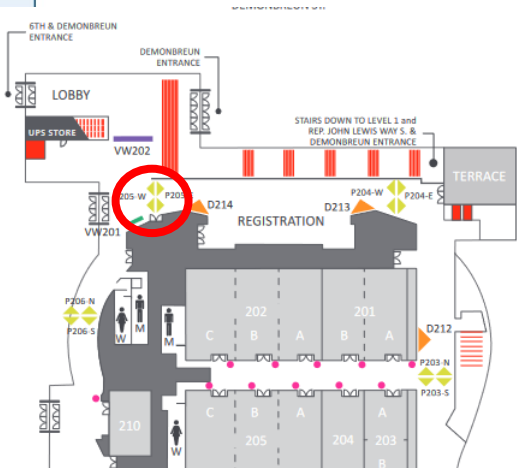 6TH & DEMONBREUN
ENTRANCE
DEMONBREUN
ENTRANCE
LOBBY
UPS STORE
VW202
STAIRS DOWN TO LEVEL 1 and
REP. JOHN LEWIS WAY S. &
DEMONBREUN ENTRANCE
TERRACE
205-W
P205
D214
P204-W
P204-E
D213
REGISTRATION
VW201
P206-N
P206-S
W
M
M
202
201
C
B
A
B
A
D212
P203-N
P203-S
C
B
A
A
210
W
205
204
203
B